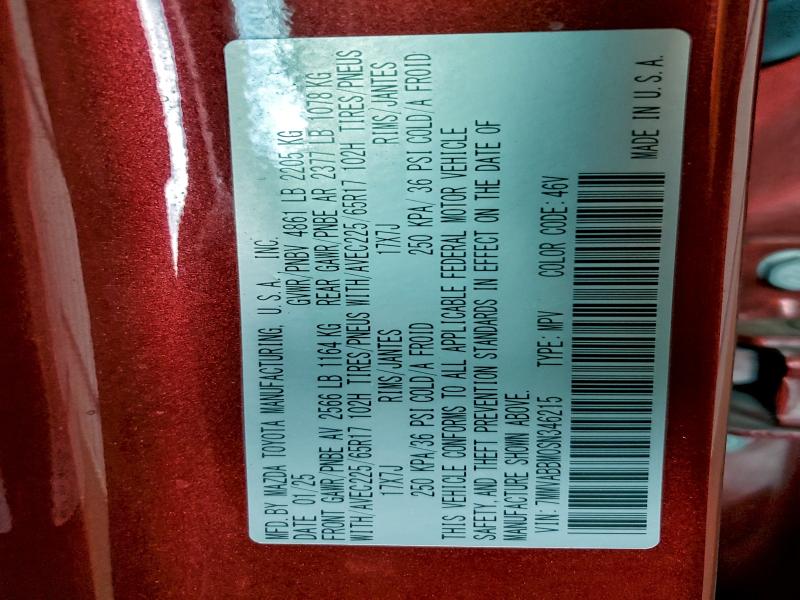 MFD. BY MAZDA TOYOTA MANUFACTURING, U.S.A., INC.
DATE 01/25 GWWR/PNBV 4861 LB 2205 KG
FRONT GAWR/PNBE AV 2566 LB 1164 KG REAR GAWR/PNBE AR 2377 LB 1078 KG
WITH/AVEC225/65R17 102H TIRES/PNEUS WITH/AVEC225/65R17 102H TIRES/PNEUS
17X7J RIMS/JANTES 17X7J RIMS/JANTES
250 KPA/36 PSI COLD/A FROID 250 KPA/36 PSI COLD/A FROID
THIS VEHICLE CONFORMS TO ALL APPLICABLE FEDERAL MOTOR VEHICLE
SAFETY,AND THEFT PREVENTION STANDARDS IN EFFECT ON THE DATE OF
MANUFACTURE SHOWN ABOVE.
VIN: TYPE: MPV COLOR CODE: 46V
MADE IN U.S.A.